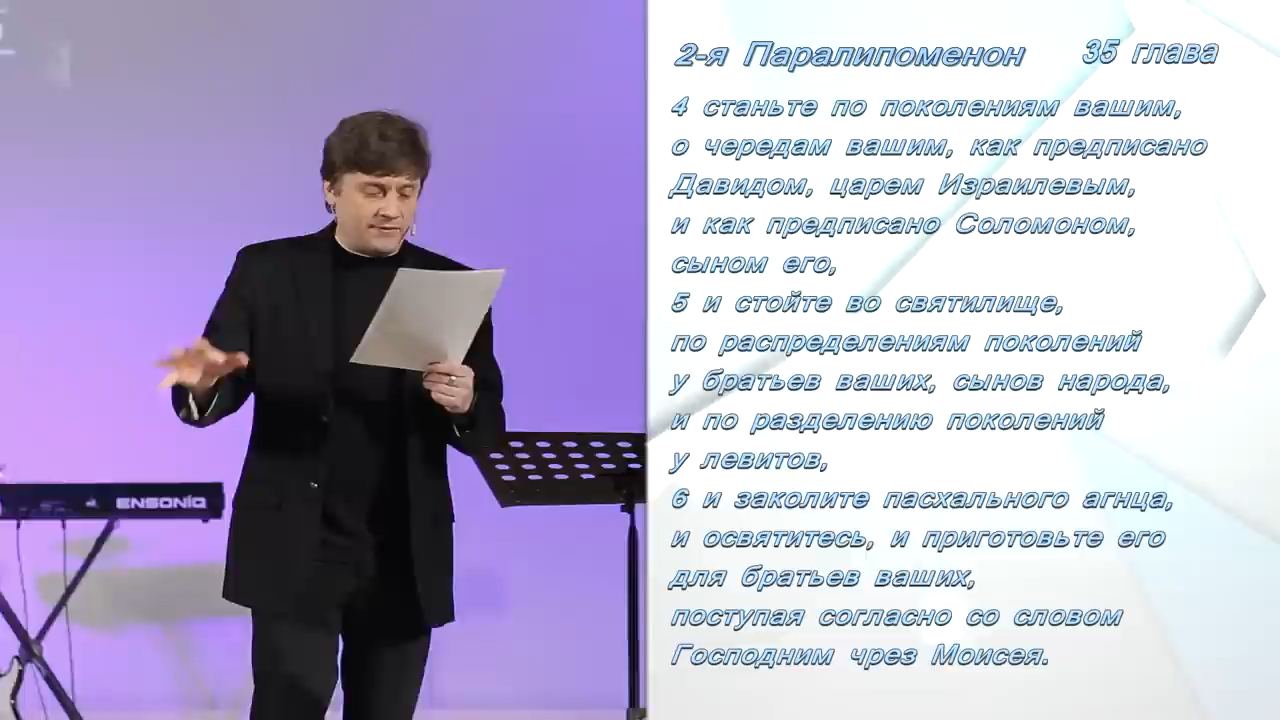 2-я Паралипоменон 35 глава
4 станьте по поколениям вашим,
о чередам вашим, как предписано
Давидом, царем Израилевым,
и как предписано Соломоном,
сыном его,
5 и стойте во святилище,
по распределениям поколений
у братьев ваших, сынов народа,
и по разделению поколений
у левитов,
6 и заколите пасхального агнца,
и освятитесь, и приготовьте его
для братьев ваших,
поступая согласно со словом
Господним чрез Моисея.
ENSONIQ